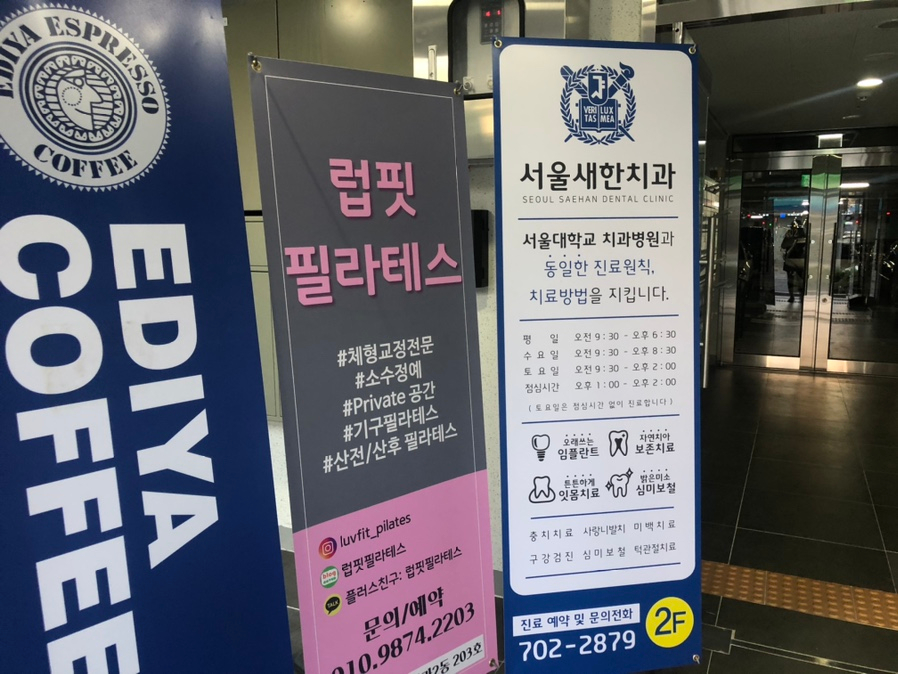 EDIYA ESPRESSO
COFFEE
EDIYA
COFFEE
럽핏
필라테스
#체형교정전문
#소수정예
#Private 공간
#기구필라테스
#산전/산후 필라테스
luvfit_pilates
blog
럽핏필라테스
TALK
플러스친구: 럽핏필라테스
문의/예약
010.9874.2203
2동 203호
VERI LUX
TAS MEA
서울새한치과
SEOUL SAEHAN DENTAL CLINIC
서울대학교 치과병원과
동일한 진료원칙,
치료방법을 지킵니다.
평 일 오전 9:30 - 오후 6:30
수요일 오전 9:30 - 오후 8:30
토요일 오전 9:30 - 오후 2:00
점심시간 오후 1:00 - 오후 2:00
( 토요일은 점심시간 없이 진료합니다 )
오래쓰는
임플란트
자연치아
보존치료
튼튼하게
잇몸치료
밝은미소
심미보철
충치치료 사랑니발치 미백치료
구강검진 심미보철 턱관절치료
진료 예약 및 문의전화
702-2879
2F